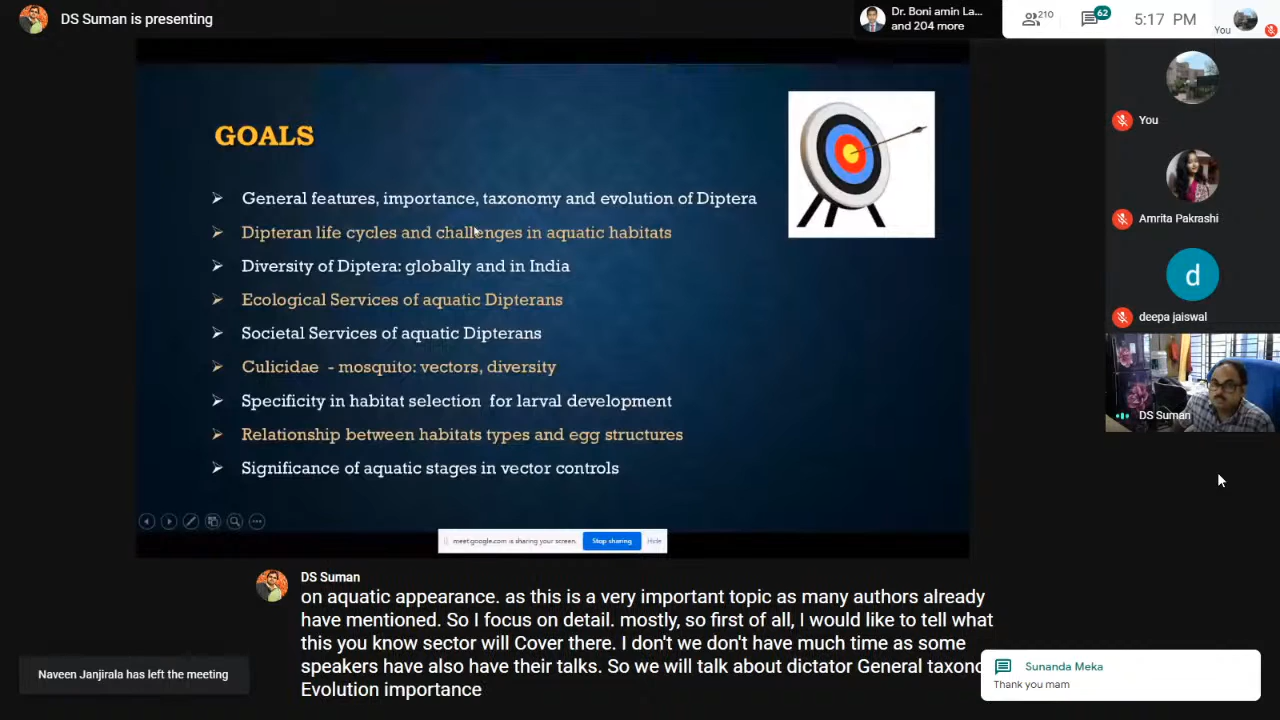 DS Suman is presenting
Dr. Boni amin La...
and 204 more
210
62
5:17 PM
You
GOALS
General features, importance, taxonomy and evolution of Diptera
Dipteran life cycles and challenges in aquatic habitats
Diversity of Diptera: globally and in India
Ecological Services of aquatic Dipterans
Societal Services of aquatic Dipterans
Culicidae - mosquito: vectors, diversity
Specificity in habitat selection for larval development
Relationship between habitats types and egg structures
Significance of aquatic stages in vector controls
meet.google.com is sharing your screen.
Stop sharing
Hide
You
Amrita Pakrashi
d
deepa jaiswal
DS Suman
DS Suman
on aquatic appearance. as this is a very important topic as many authors already
have mentioned. So I focus on detail. mostly, so first of all, I would like to tell what
this you know sector will Cover there. I don't we don't have much time as some
speakers have also have their talks. So we will talk about dictator General taxono
Evolution importance
Naveen Janjirala has left the meeting
Sunanda Meka
Thank you mam